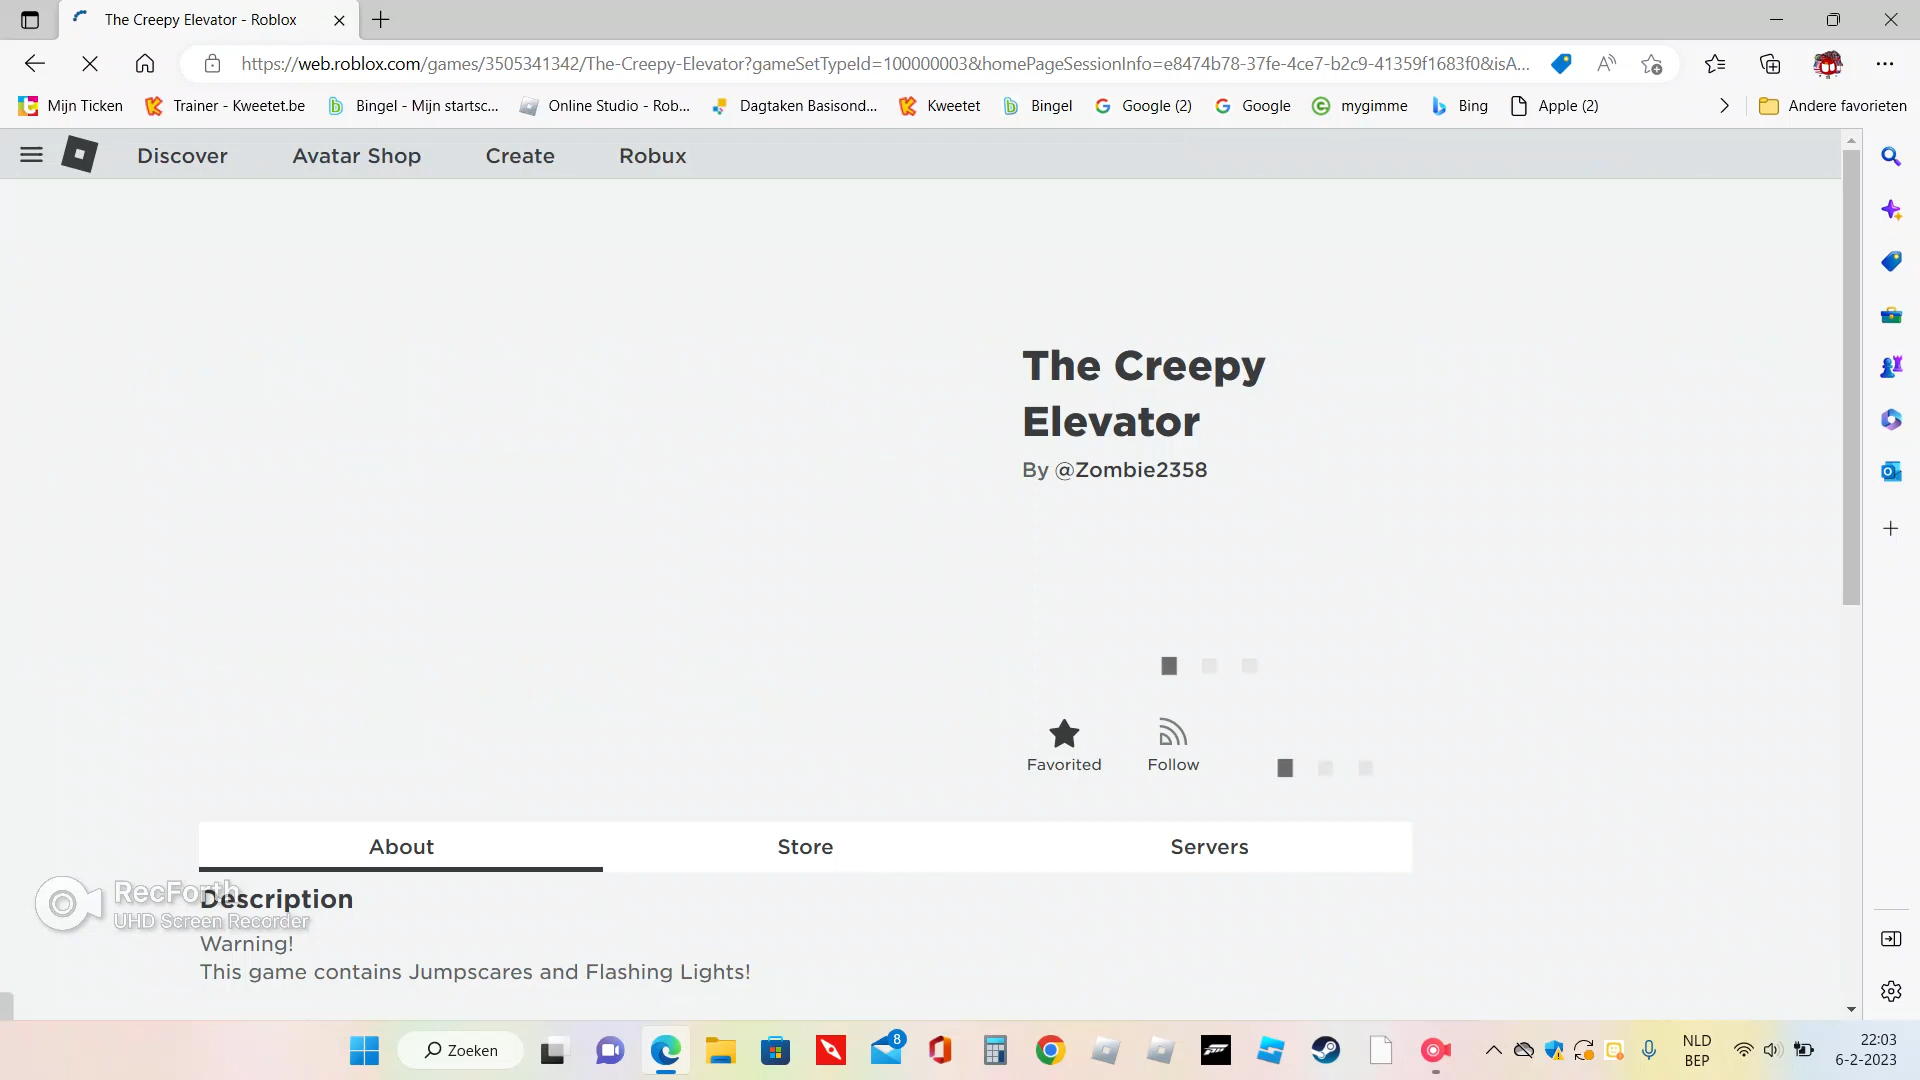 The Creepy Elevator - Roblox
https://web.roblox.com/games/3505341342/The-Creepy-Elevator?gameSetTypeId=100000003&homePageSessionInfo=e8474b78-37fe-4ce7-b2c9-41359f1683f0&isA...
Mijn Ticken Trainer - Kweetet.be Bingel - Mijn startsc... Online Studio - Rob... Dagtaken Basisond... Kweetet Bingel Google (2) Google mygimme Bing Apple (2) Andere favorieten
Discover Avatar Shop Create Robux
The Creepy
Elevator
By @Zombie2358
Favorited Follow
About Store Servers
RecForth
UHD Screen Recorder
Description
Warning!
This game contains Jumpscares and Flashing Lights!
Zoeken
8
NLD
BEP
22:03
6-2-2023